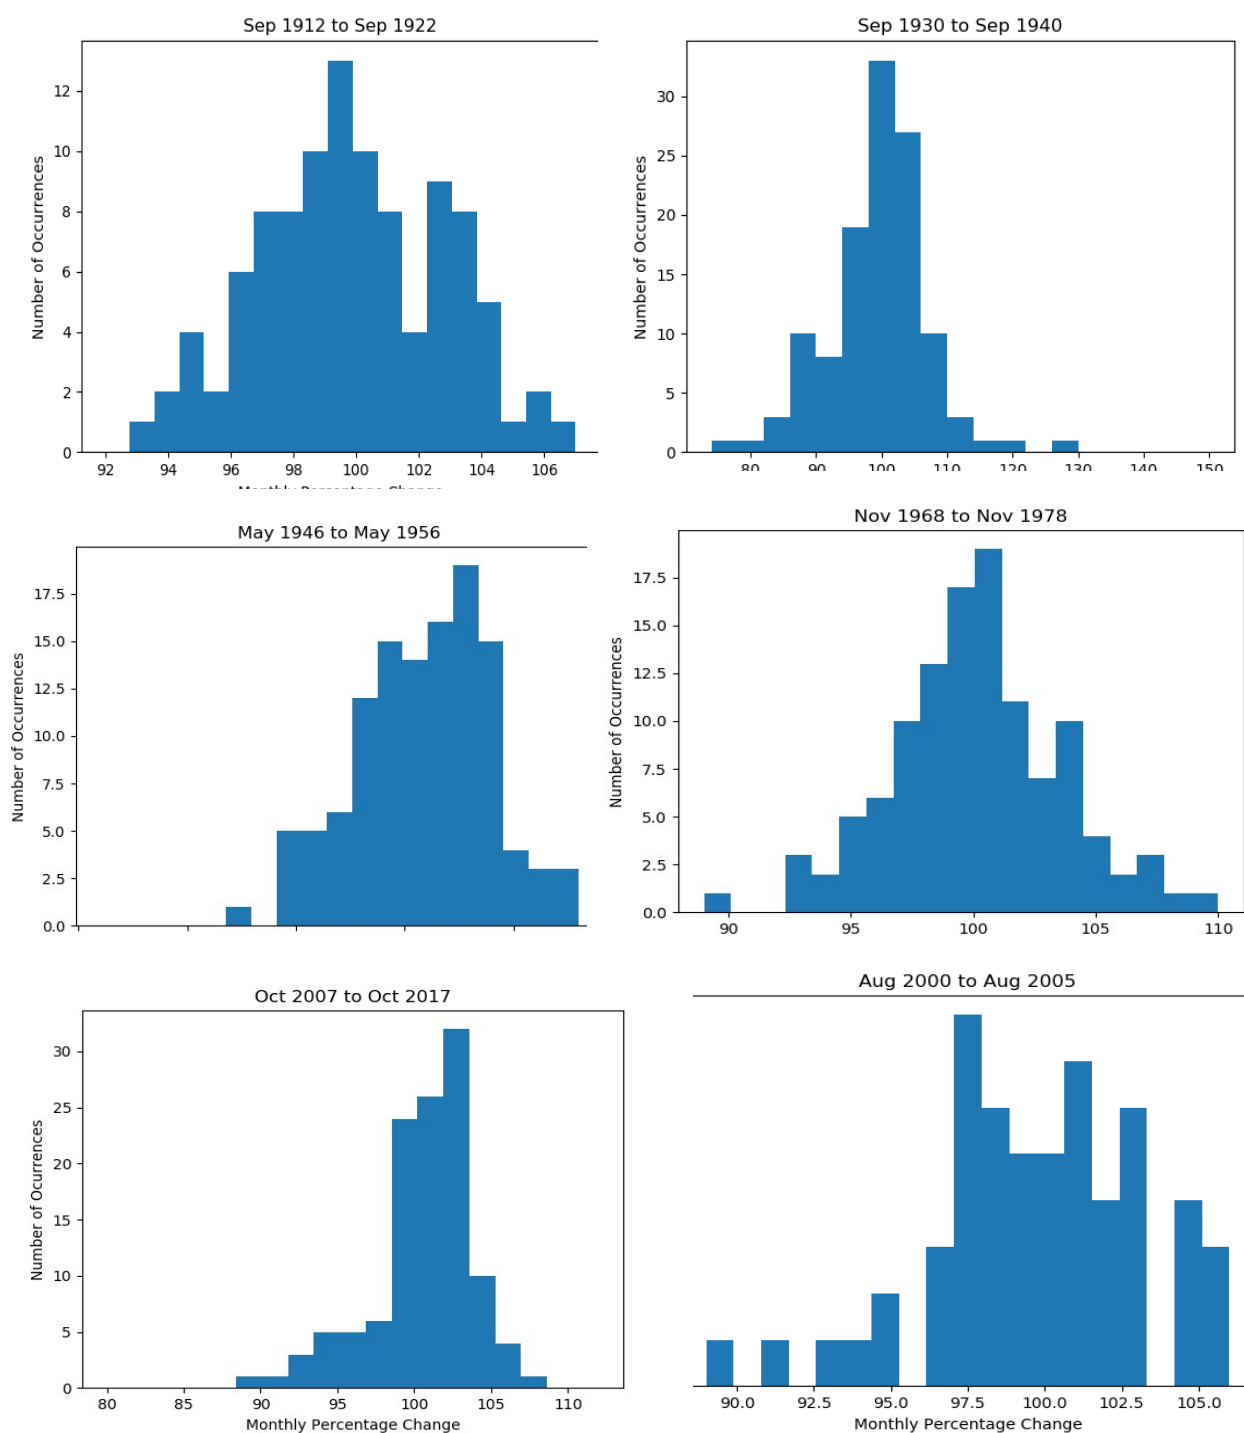 Sep 1912 to Sep 1922
12
10
8
6
4
2
0
Number of Occurrences
92 94 96 98 100 102 104 106
Monthly Percentage Change
Sep 1930 to Sep 1940
30
25
20
15
10
5
0
Number of Occurrences
80 90 100 110 120 130 140 150
May 1946 to May 1956
17.5
15.0
12.5
10.0
7.5
5.0
2.5
0.0
Number of Occurrences
Nov 1968 to Nov 1978
17.5
15.0
12.5
10.0
7.5
5.0
2.5
0.0
Number of Occurrences
90 95 100 105 110
Oct 2007 to Oct 2017
30
25
20
15
10
5
0
Number of Ocurrences
80 85 90 95 100 105 110
Monthly Percentage Change
Aug 2000 to Aug 2005
90.0 92.5 95.0 97.5 100.0 102.5 105.0
Monthly Percentage Change